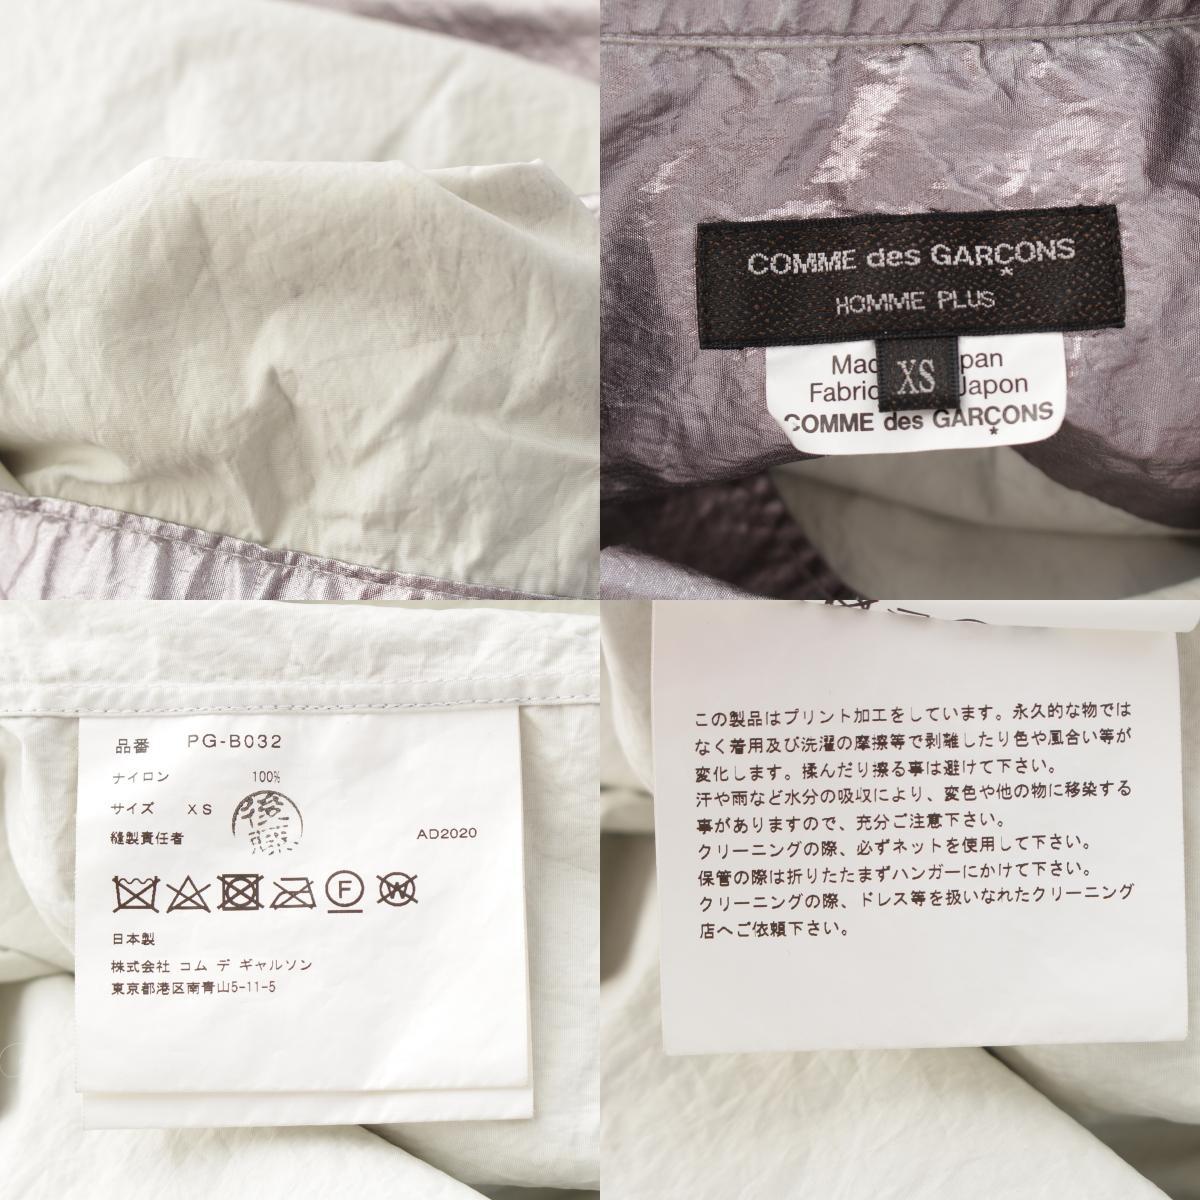 COMME des GARÇONS
HOMME PLUS
XS
COMME des GARÇONS
品番 PG-B032
ナイロン 100%
サイズ XS
縫製責任者 AD2020
F
W
日本製
株式会社 コム デ ギャルソン
東京都港区南青山5-11-5
この製品はプリント加工をしています。永久的な物では
なく着用及び洗濯の摩擦等で剥離したり色や風合い等が
変化します。揉んだり擦る事は避けて下さい。
汗や雨など水分の吸収により、変色や他の物に移染する
事がありますので、充分ご注意下さい。
クリーニングの際、必ずネットを使用して下さい。
保管の際は折りたたまずハンガーにかけて下さい。
クリーニングの際、ドレス等を扱いなれたクリーニング
店へご依頼下さい。